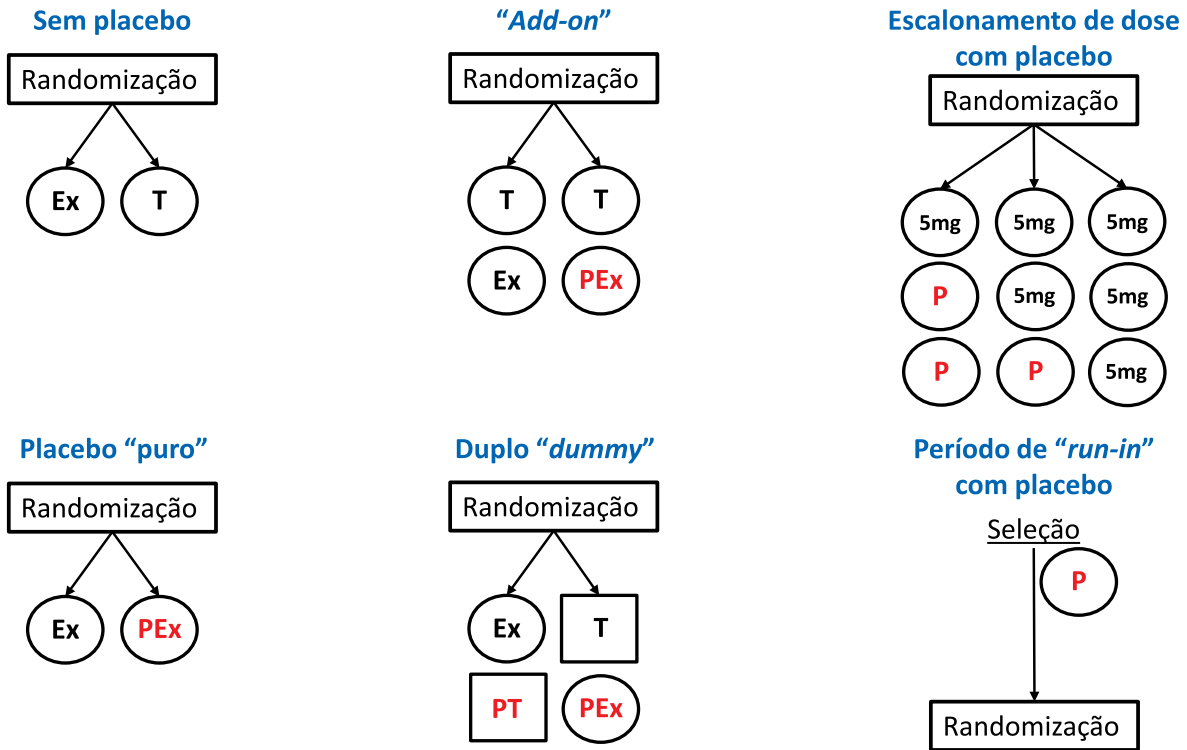 Sem placebo
Randomização
Ex T
“Add-on”
Randomização
T T
Ex PEx
Escalonamento de dose
com placebo
Randomização
5mg 5mg 5mg
P 5mg 5mg
P P 5mg
Placebo “puro”
Randomização
Ex PEx
Duplo “dummy”
Randomização
Ex T
PT PEx
Período de “run-in”
com placebo
Seleção
P
Randomização